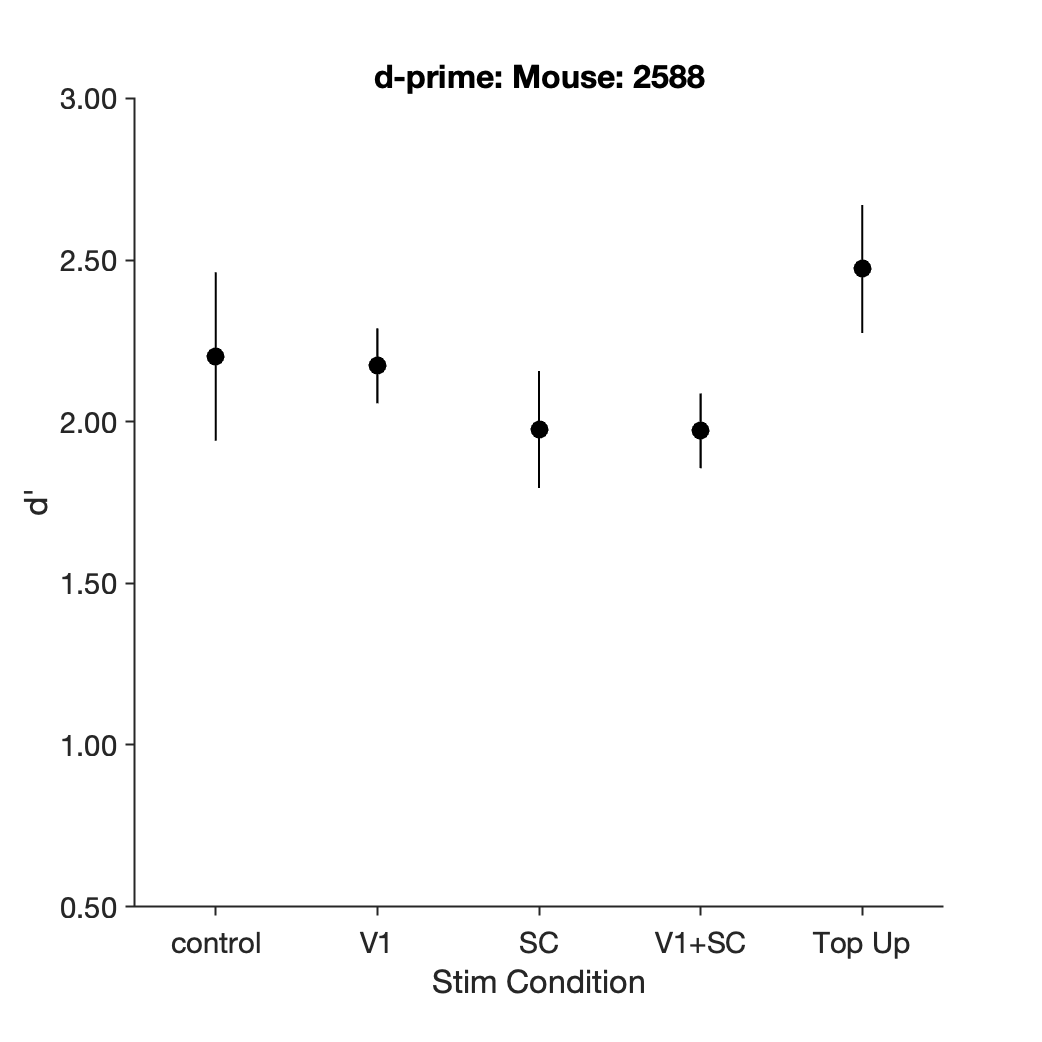 d-prime: Mouse: 2588
3.00
2.50
2.00
1.50
1.00
0.50
d'
control V1 SC V1+SC Top Up
Stim Condition